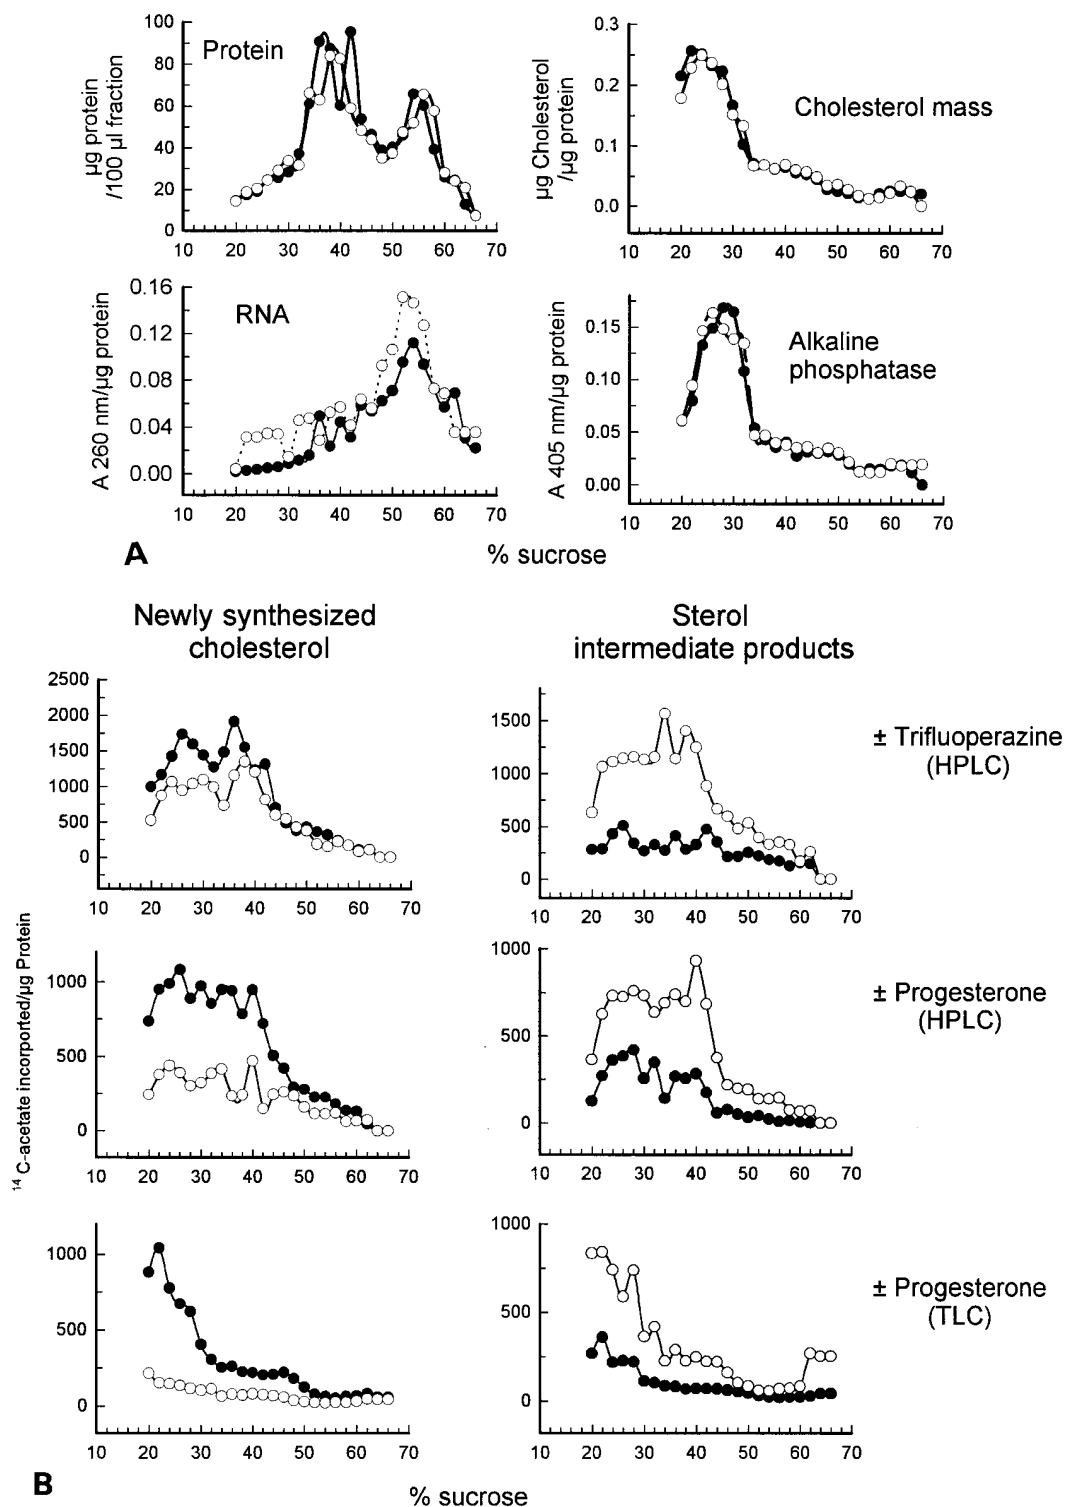 Protein
µg protein
/100 µl fraction
100
80
60
40
20
0
10 20 30 40 50 60 70
Cholesterol mass
µg Cholesterol
/µg protein
0.3
0.2
0.1
0.0
10 20 30 40 50 60 70
RNA
A 260 nm/µg protein
0.16
0.12
0.08
0.04
0.00
10 20 30 40 50 60 70
Alkaline
phosphatase
A 405 nm/µg protein
0.15
0.10
0.05
0.00
10 20 30 40 50 60 70
A
% sucrose
Newly synthesized
cholesterol
Sterol
intermediate products
14C-acetate incorported/µg Protein
2500
2000
1500
1000
500
0
10 20 30 40 50 60 70
1500
1000
500
0
10 20 30 40 50 60 70
± Trifluoperazine
(HPLC)
1000
500
0
10 20 30 40 50 60 70
1000
500
0
10 20 30 40 50 60 70
± Progesterone
(HPLC)
1000
500
0
10 20 30 40 50 60 70
1000
500
0
10 20 30 40 50 60 70
± Progesterone
(TLC)
B
% sucrose